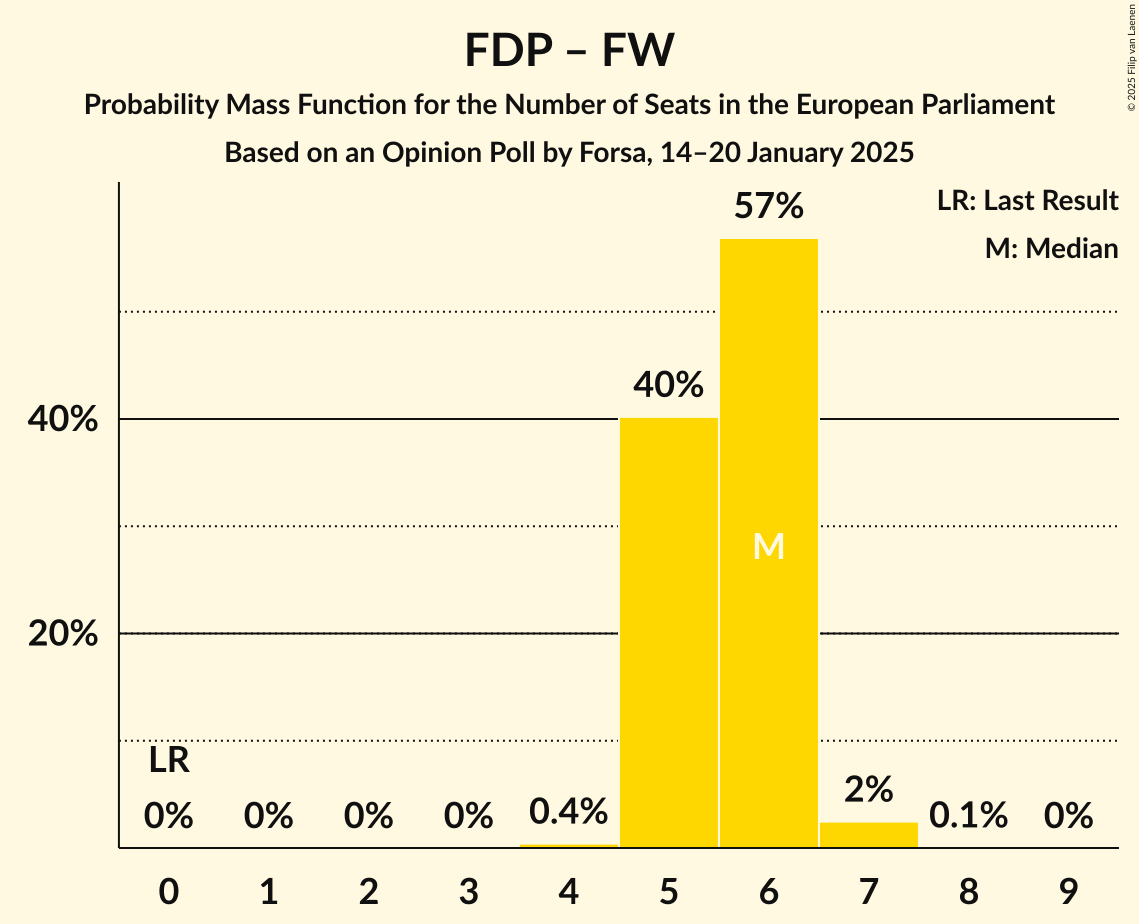 FDP – FW
Probability Mass Function for the Number of Seats in the European Parliament
Based on an Opinion Poll by Forsa, 14–20 January 2025
© 2025 Filip van Laenen
LR: Last Result
M: Median
57%
40%
40%
M
20%
LR
0% 0% 0% 0% 0.4% 2% 0.1% 0%
0 1 2 3 4 5 6 7 8 9